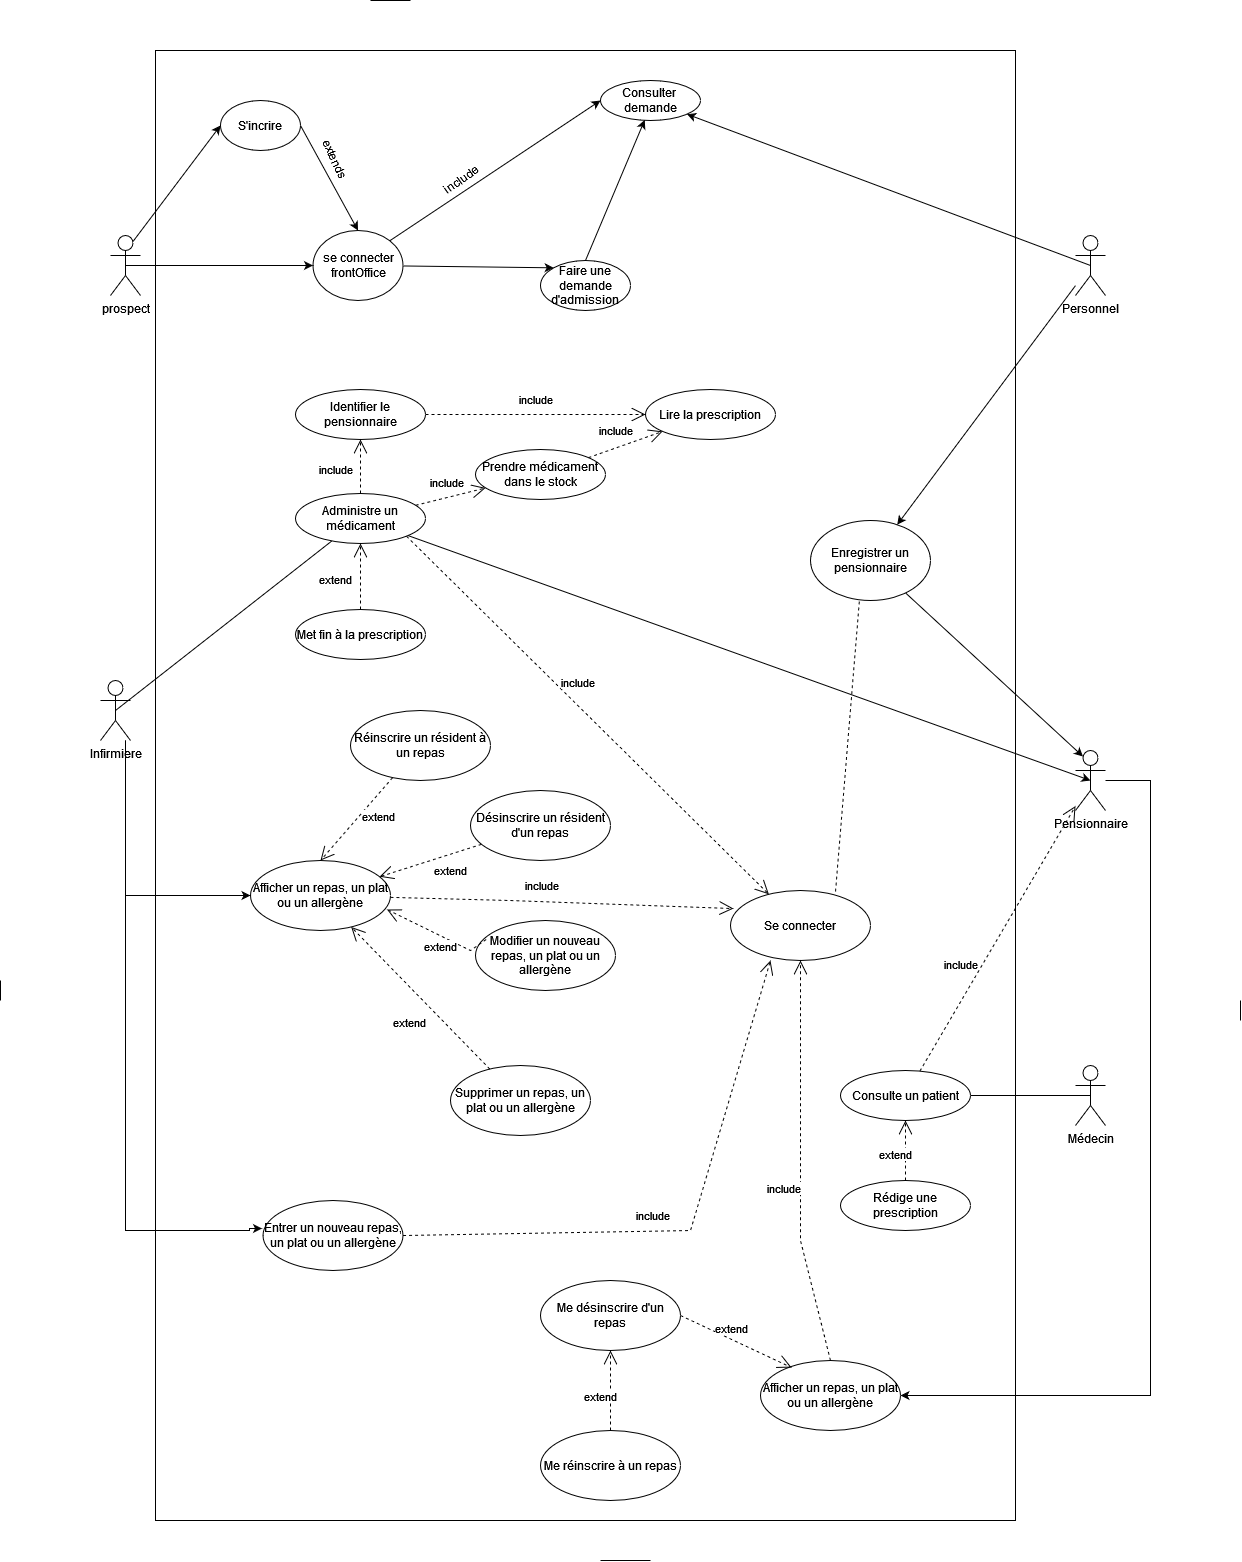 Consulter
demande
S'incrire
extends
include
se connecter
frontOffice
Faire une
demande
d'admission
prospect
Personnel
Identifier le
pensionnaire
include
Lire la prescription
include
include
Prendre médicament
dans le stock
include
Administre un
médicament
Enregistrer un
pensionnaire
extend
Met fin à la prescription
include
Infirmiere
Réinscrire un résident à
un repas
extend
Désinscrire un résident
d'un repas
Pensionnaire
extend
Afficher un repas, un plat
ou un allergène
include
Se connecter
Modifier un nouveau
repas, un plat ou un
allergène
extend
include
extend
Supprimer un repas, un
plat ou un allergène
Consulte un patient
Médecin
extend
include
Rédige une
prescription
include
Entrer un nouveau repas,
un plat ou un allergène
Me désinscrire d'un
repas
extend
Afficher un repas, un plat
ou un allergène
extend
Me réinscrire à un repas